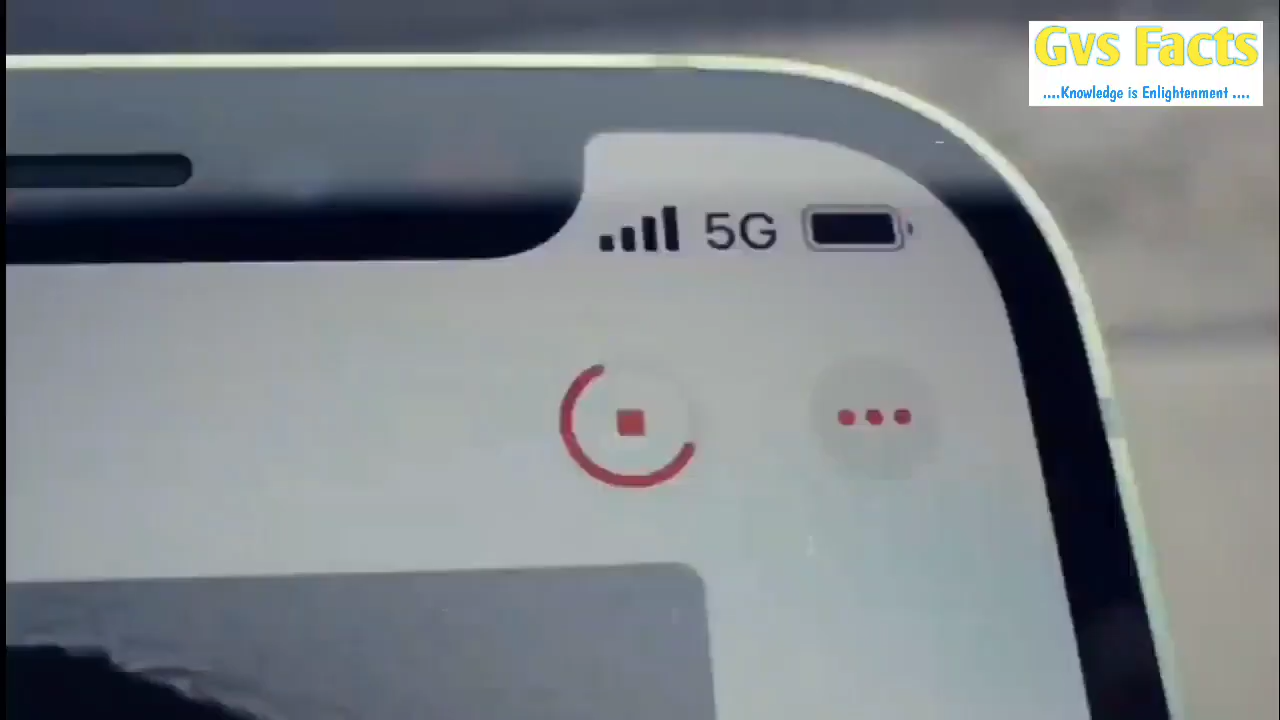 Gvs Facts
....Knowledge is Enlightenment ....
5G